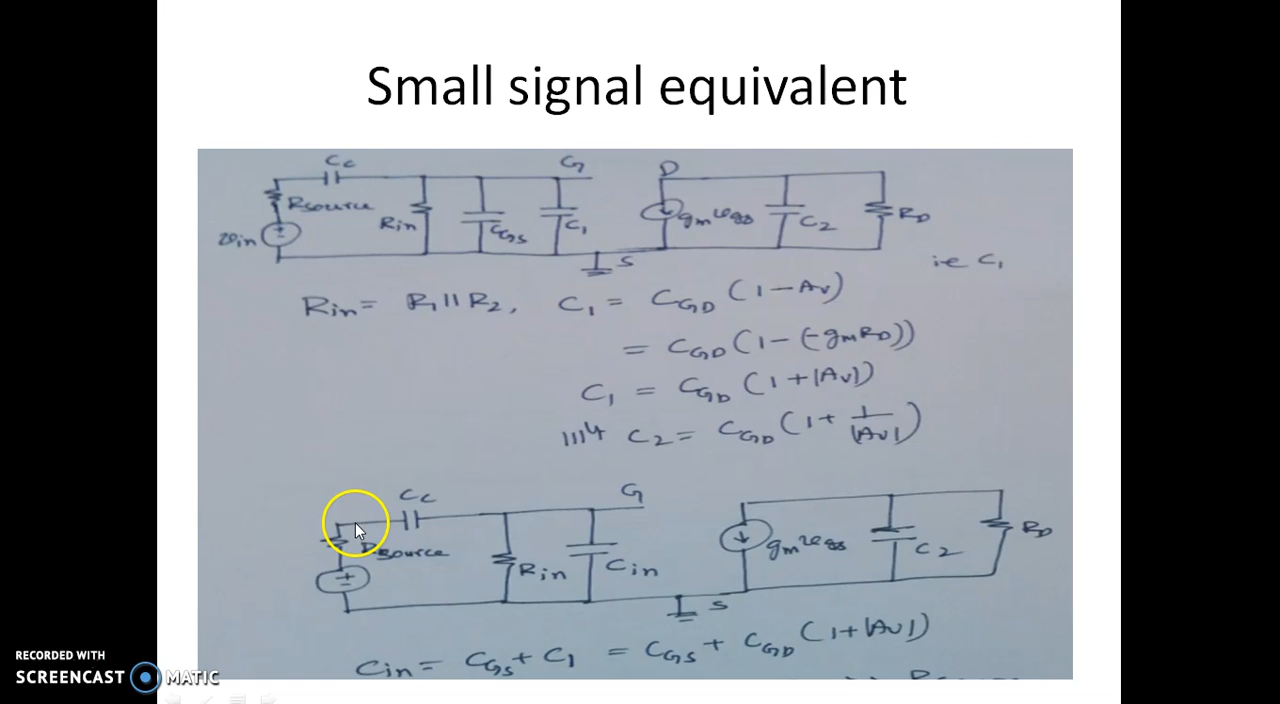 Small signal equivalent
Cc G D
Rsource Rin CGS C1 gmvgs C2 RD
vin
S i.e C1
Rin = R1||R2, C1 = CGD (1-Av)
= CGD (1-(-gmRD))
C1 = CGD (1+|Av|)
|||ly C2 = CGD (1+ 1/|Av|)
Cc G
Rsource Rin Cin gmvgs C2 RD
S
Cin = CGS + C1 = CGS + CGD (1+|Av|)
RECORDED WITH
SCREENCAST MATIC